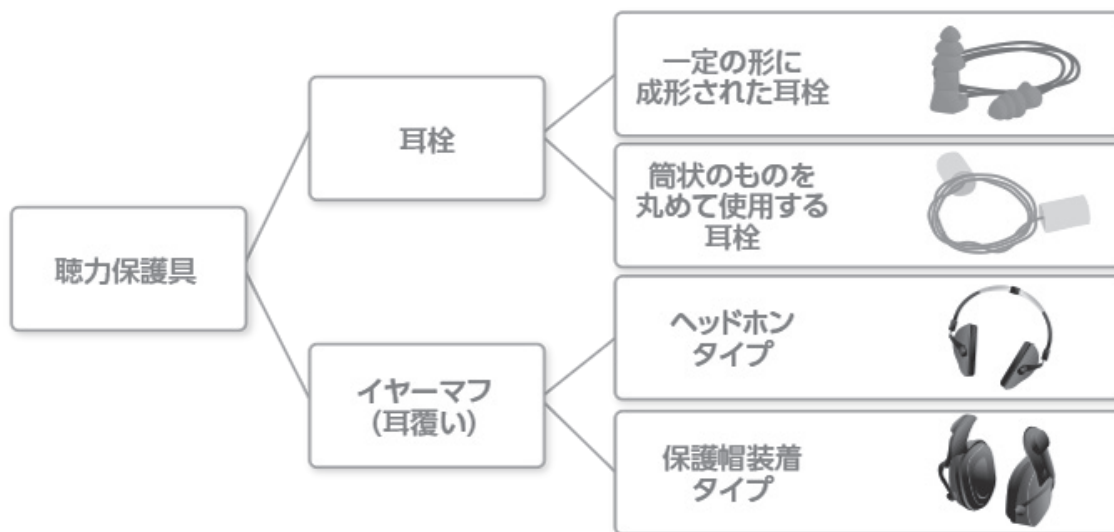 聴力保護具
耳栓
一定の形に
成形された耳栓
筒状のものを
丸めて使用する
耳栓
イヤーマフ
(耳覆い)
ヘッドホン
タイプ
保護帽装着
タイプ